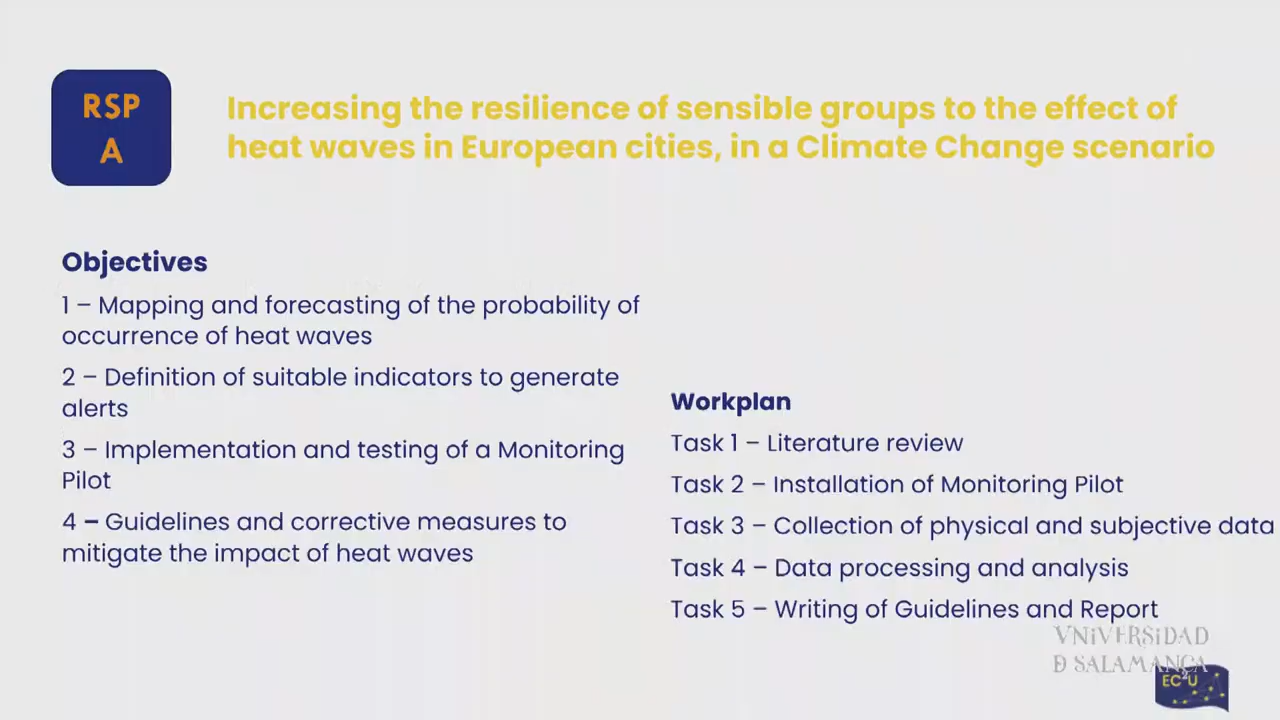 RSP
A
Increasing the resilience of sensible groups to the effect of
heat waves in European cities, in a Climate Change scenario
Objectives
1 – Mapping and forecasting of the probability of
occurrence of heat waves
2 – Definition of suitable indicators to generate
alerts
3 – Implementation and testing of a Monitoring
Pilot
4 – Guidelines and corrective measures to
mitigate the impact of heat waves
Workplan
Task 1 – Literature review
Task 2 – Installation of Monitoring Pilot
Task 3 – Collection of physical and subjective data
Task 4 – Data processing and analysis
Task 5 – Writing of Guidelines and Report
VNiVERSiDAD
Ð SALAMANCA
EC2U